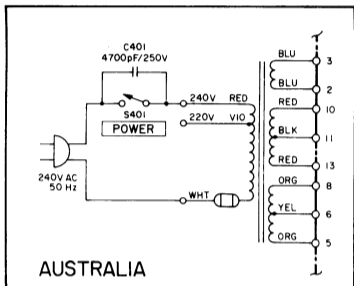 C401
4700pF/250V
S401
POWER
240V RED
220V VIO
WHT
240V AC
50 Hz
BLU 3
BLU 2
RED 10
BLK 11
RED 13
ORG 8
YEL 6
ORG 5
AUSTRALIA